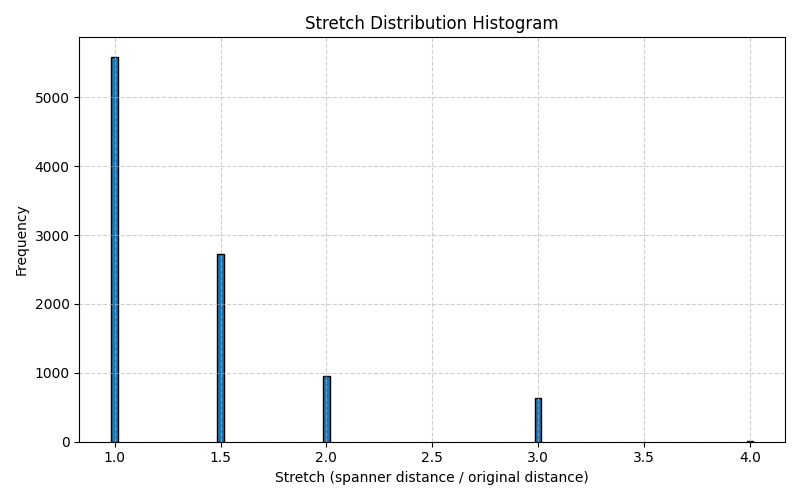 Stretch Distribution Histogram
Frequency
5000
4000
3000
2000
1000
0
1.0 1.5 2.0 2.5 3.0 3.5 4.0
Stretch (spanner distance / original distance)